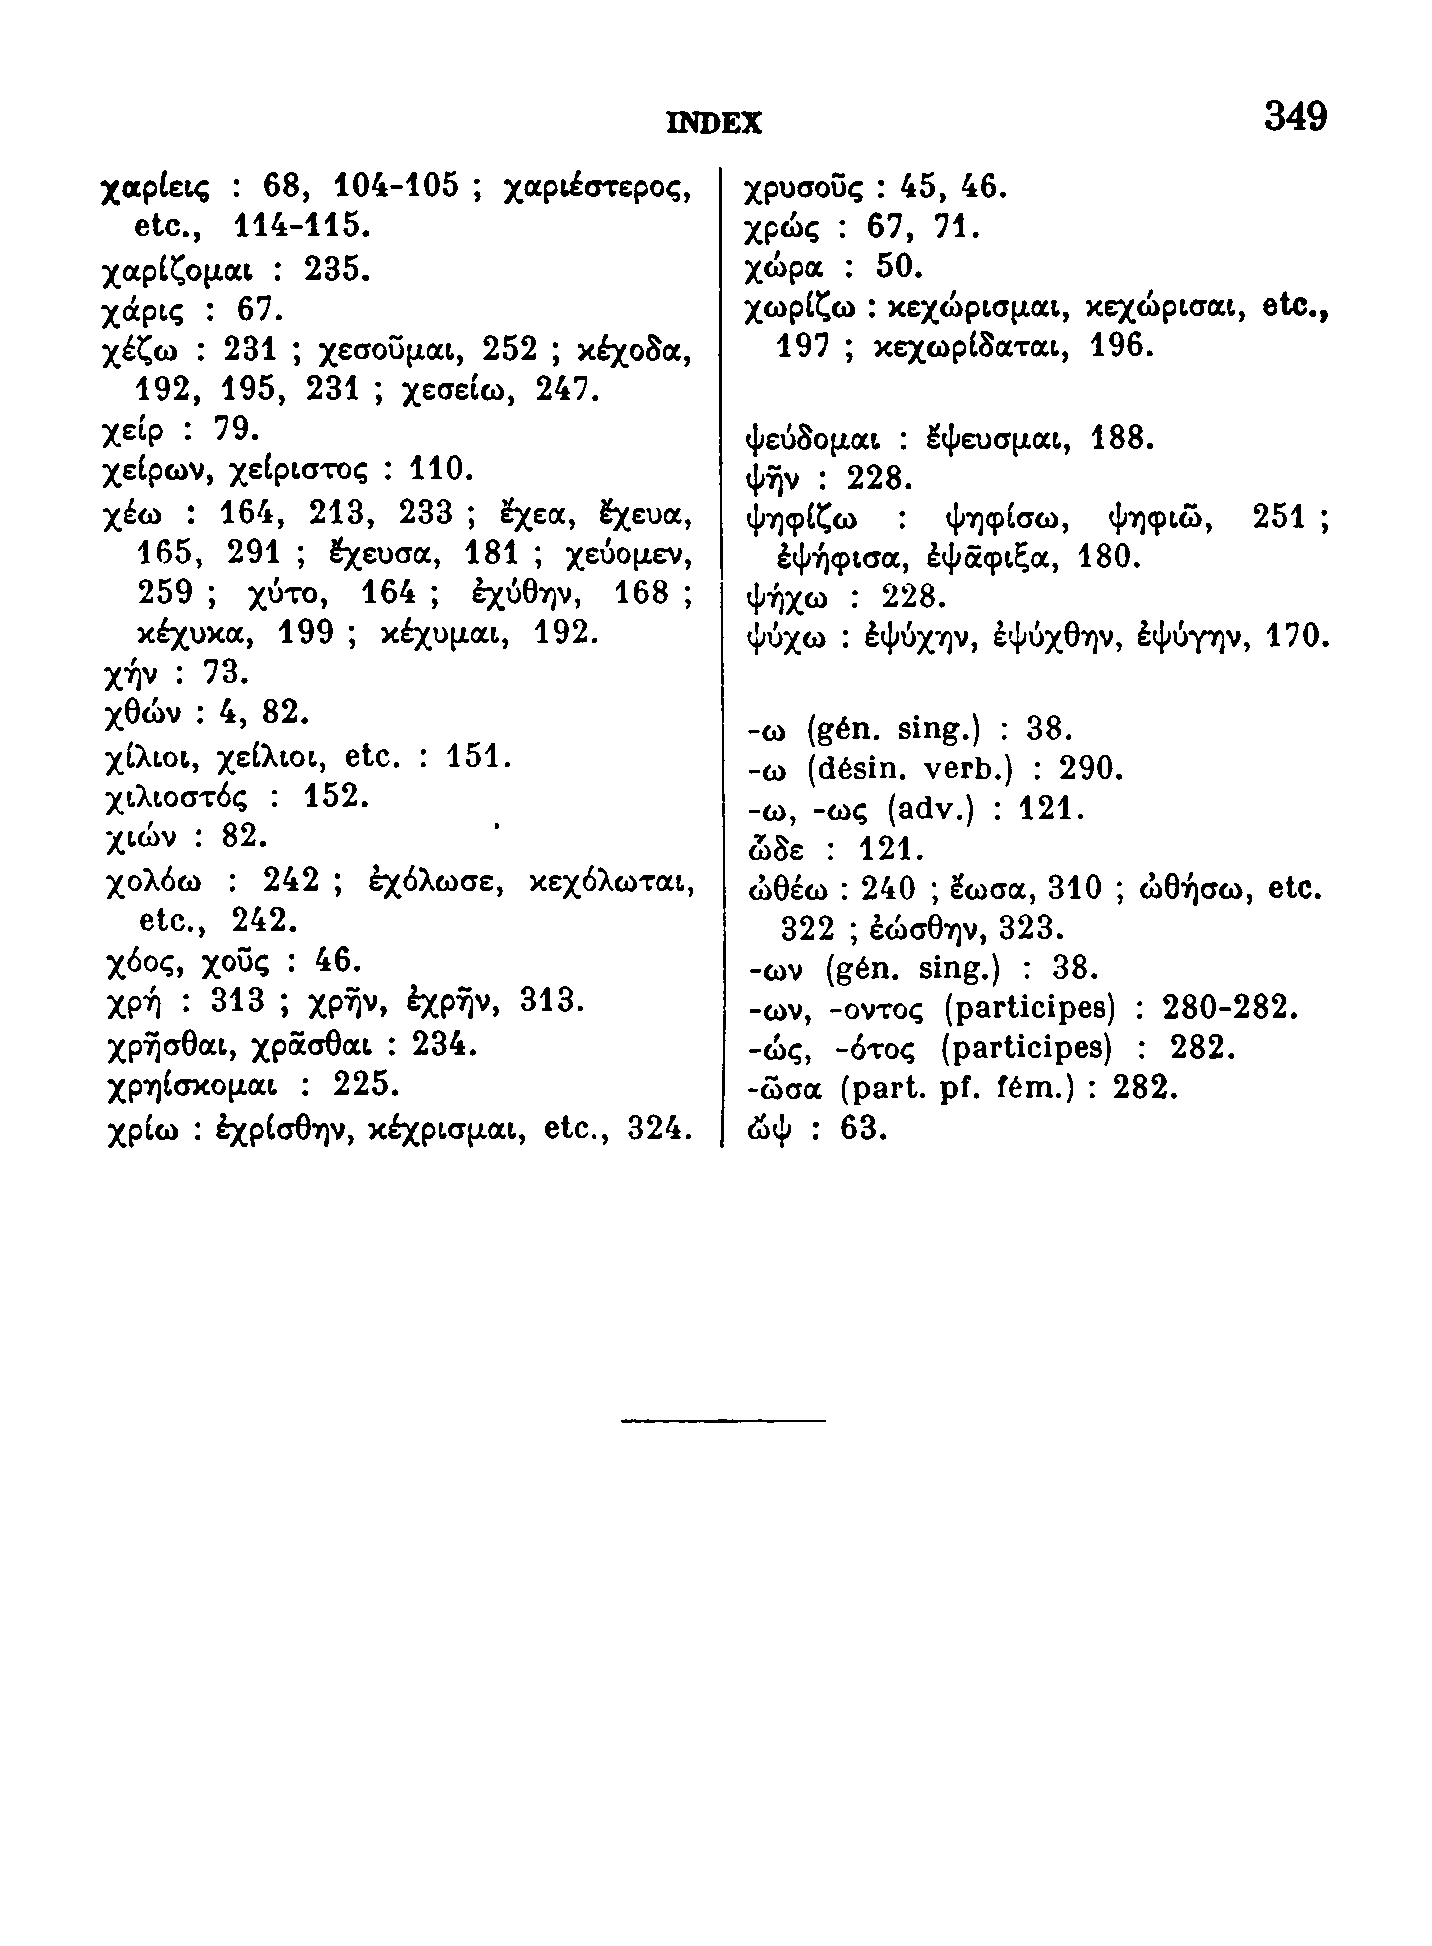 INDEX
349
χαρίεις : 68, 104-105 ; χαριέστερος,
etc., 114-115.
χαρίζομαι : 235.
χάρις : 67.
χέζω : 231 ; χεσοῦμαι, 252 ; κέχοδα,
192, 195, 231 ; χεσείω, 247.
χείρ : 79.
χείρων, χείριστος : 110.
χέω : 164, 213, 233 ; ἔχεα, ἔχευα,
165, 291 ; ἔχευσα, 181 ; χεύομεν,
259 ; χύτο, 164 ; ἐχύθην, 168 ;
κέχυκα, 199 ; κέχυμαι, 192.
χήν : 73.
χθών : 4, 82.
χίλιοι, χείλιοι, etc. : 151.
χιλιοστός : 152.
χιών : 82.
χολόω : 242 ; ἐχόλωσε, κεχόλωται,
etc., 242.
χόος, χοῦς : 46.
χρή : 313 ; χρῆν, ἐχρῆν, 313.
χρῆσθαι, χρᾶσθαι : 234.
χρηίσκομαι : 225.
χρίω : ἐχρίσθην, κέχρισμαι, etc., 324.
χρυσοῦς : 45, 46.
χρώς : 67, 71.
χώρα : 50.
χωρίζω : κεχώρισμαι, κεχώρισαι, etc.,
197 ; κεχωρίδαται, 196.
ψεύδομαι : ἔψευσμαι, 188.
ψῆν : 228.
ψηφίζω : ψηφίσω, ψηφιῶ, 251 ;
ἐψήφισα, ἐψᾶφιξα, 180.
ψήχω : 228.
ψύχω : ἐψύχην, ἐψύχθην, ἐψύγην, 170.
-ω (gén. sing.) : 38.
-ω (désin. verb.) : 290.
-ω, -ως (adv.) : 121.
ὧδε : 121.
ὠθέω : 240 ; ἔωσα, 310 ; ὠθήσω, etc.
322 ; ἐώσθην, 323.
-ων (gén. sing.) : 38.
-ων, -οντος (participes) : 280-282.
-ώς, -ότος (participes) : 282.
-ῶσα (part. pf. fém.) : 282.
ὤψ : 63.